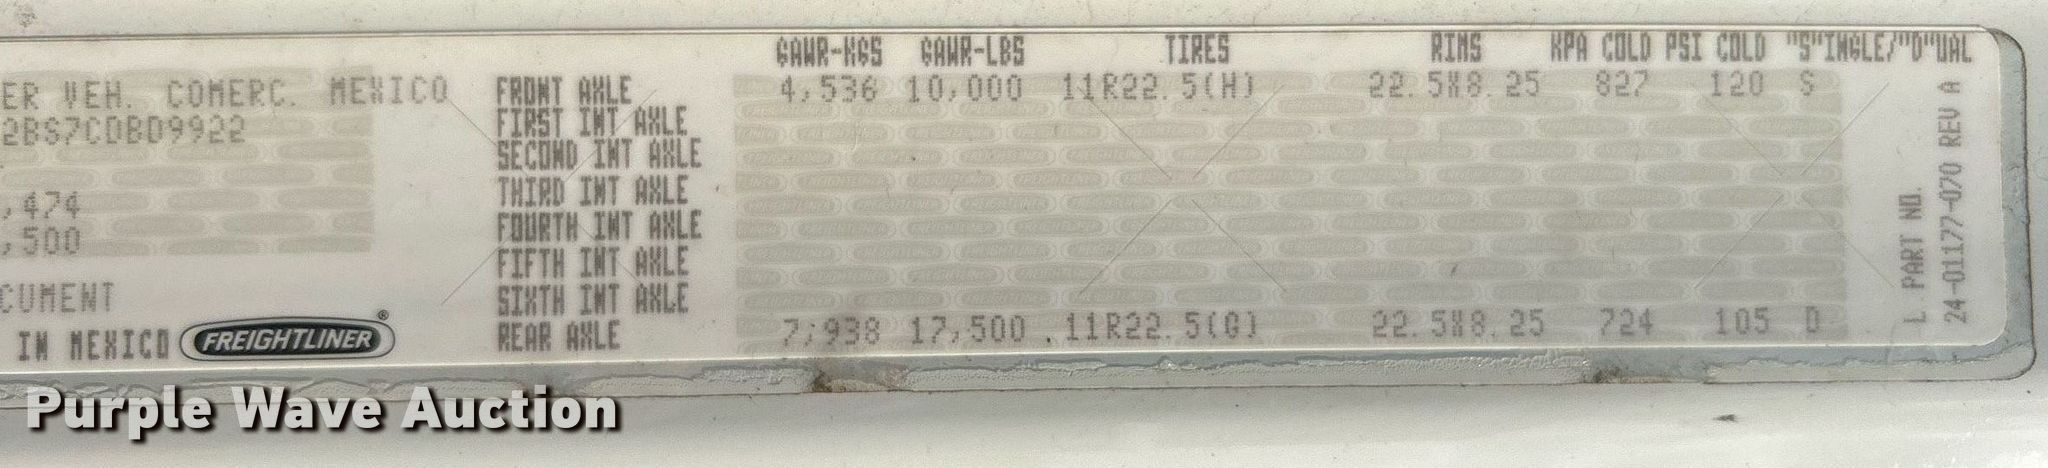 GAWR-KGS GAWR-LBS TIRES RIMS KPA COLD PSI COLD "S"INGLE/"D"UAL
ER VEH. COMERC. MEXICO
2BS7CDBD9922
,474
,500
CUMENT
IN MEXICO FREIGHTLINER®
FRONT AXLE 4,536 10,000 11R22.5(H) 22.5X8.25 827 120 S
FIRST INT AXLE
SECOND INT AXLE
THIRD INT AXLE
FOURTH INT AXLE
FIFTH INT AXLE
SIXTH INT AXLE
REAR AXLE 7,938 17,500 11R22.5(G) 22.5X8.25 724 105 D
L PART NO.
24-01177-070 REV A
Purple Wave Auction